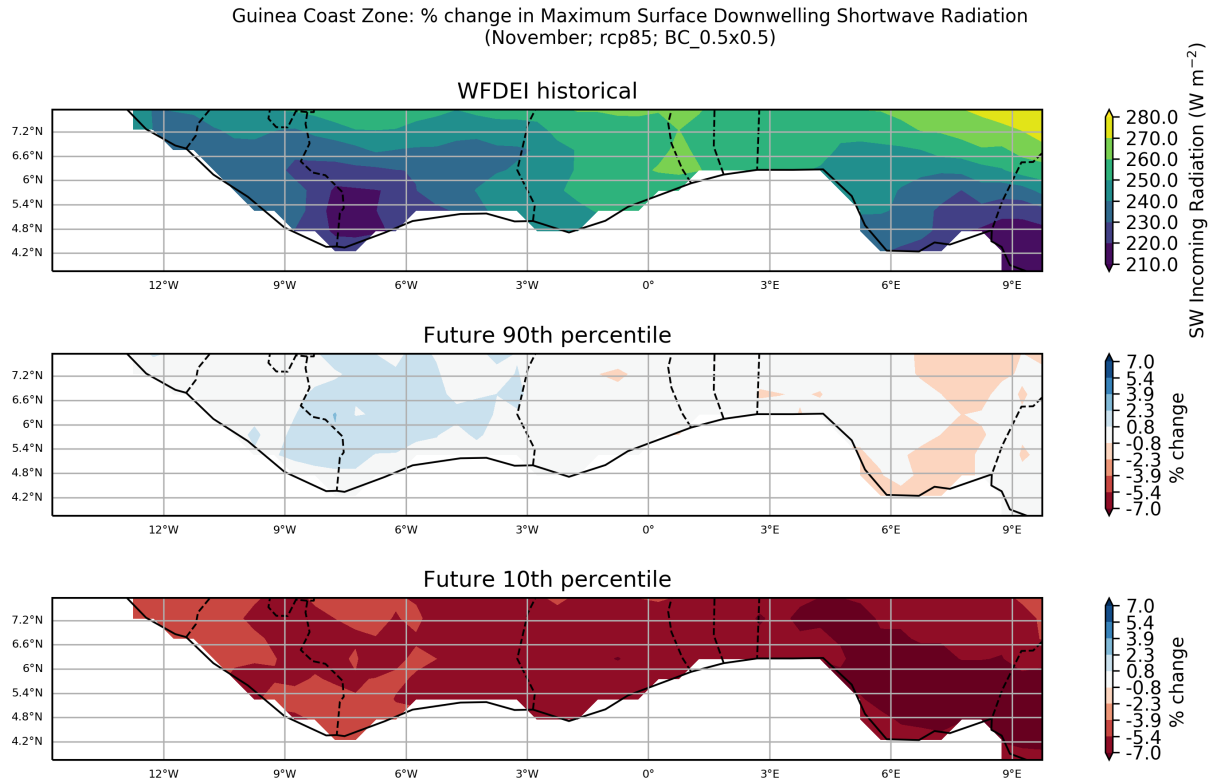 Guinea Coast Zone: % change in Maximum Surface Downwelling Shortwave Radiation
(November; rcp85; BC_0.5x0.5)
WFDEI historical
7.2°N
6.6°N
6°N
5.4°N
4.8°N
4.2°N
12°W 9°W 6°W 3°W 0° 3°E 6°E 9°E
280.0
270.0
260.0
250.0
240.0
230.0
220.0
210.0
SW Incoming Radiation (W m⁻²)
Future 90th percentile
7.2°N
6.6°N
6°N
5.4°N
4.8°N
4.2°N
12°W 9°W 6°W 3°W 0° 3°E 6°E 9°E
7.0
5.4
3.9
2.3
0.8
-0.8
-2.3
-3.9
-5.4
-7.0
% change
Future 10th percentile
7.2°N
6.6°N
6°N
5.4°N
4.8°N
4.2°N
12°W 9°W 6°W 3°W 0° 3°E 6°E 9°E
7.0
5.4
3.9
2.3
0.8
-0.8
-2.3
-3.9
-5.4
-7.0
% change